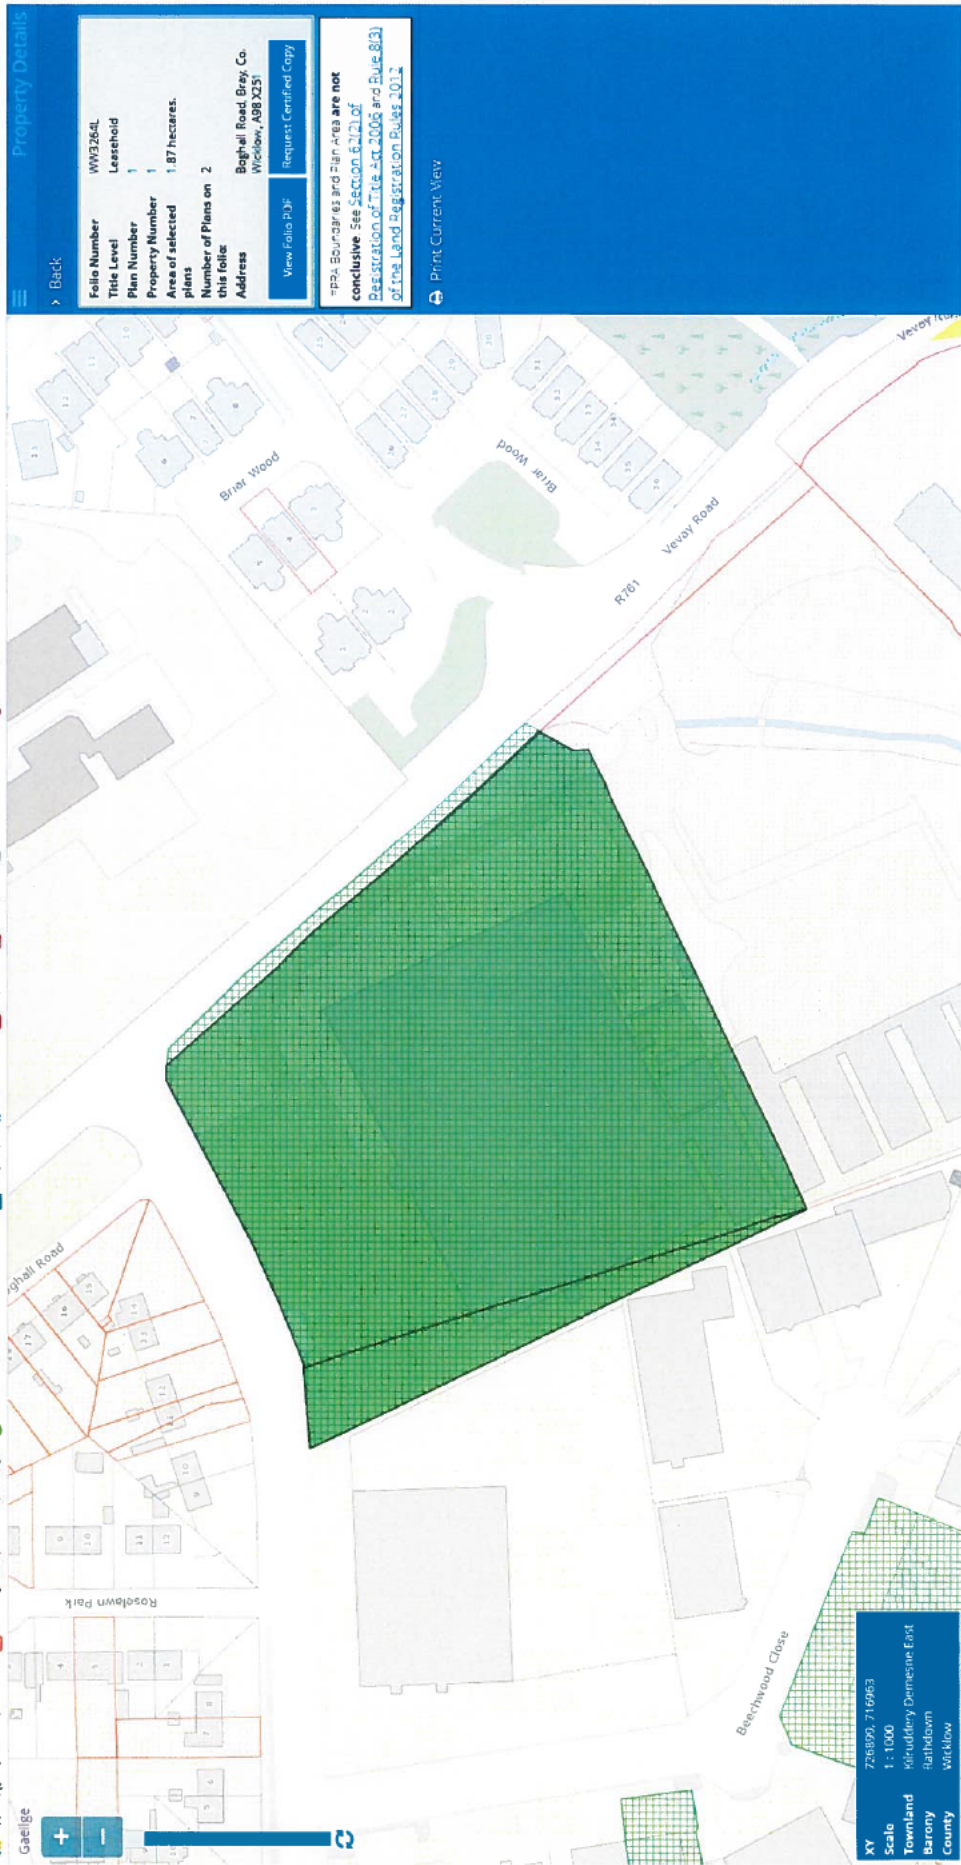 Property Details
Back
Folio Number WW3264L
Title Level Leasehold
Plan Number 1
Property Number 1
Area of selected plans 1.87 hectares.
Number of Plans on this folio: 2
Address Boghall Road, Bray, Co. Wicklow, A98 X251
View Folio PDF
Request Certified Copy
*PRA Boundaries and Plan Area are not
conclusive. See Section 62(2) of
Registration of Title Act 2006 and Rule 8(3)
of the Land Registration Rules 2012
Print Current View
Gaeilge
+
−
Roselawn Park
Briar Wood
Briar Wood
R761
Vevay Road
Beechwood Close
XY 726899, 716963
Scale 1 : 1000
Townland Kilruddery Demesne East
Barony Rathdown
County Wicklow